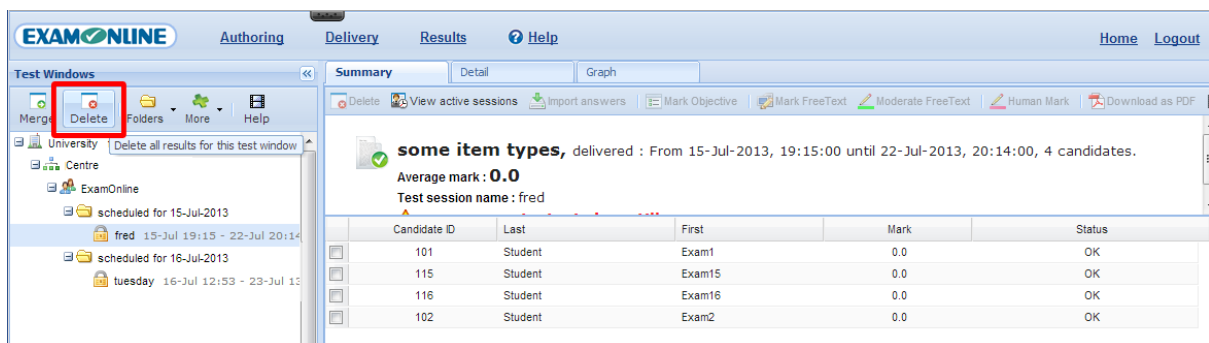 EXAMONLINE Authoring Delivery Results Help Home Logout
Test Windows
Merge Delete Folders More Help
Delete all results for this test window
University
Centre
ExamOnline
scheduled for 15-Jul-2013
fred 15-Jul 19:15 - 22-Jul 20:14
scheduled for 16-Jul-2013
tuesday 16-Jul 12:53 - 23-Jul 13
Summary Detail Graph
Delete View active sessions Import answers Mark Objective Mark FreeText Moderate FreeText Human Mark Download as PDF
some item types, delivered : From 15-Jul-2013, 19:15:00 until 22-Jul-2013, 20:14:00, 4 candidates.
Average mark : 0.0
Test session name : fred
Candidate ID Last First Mark Status
101 Student Exam1 0.0 OK
115 Student Exam15 0.0 OK
116 Student Exam16 0.0 OK
102 Student Exam2 0.0 OK